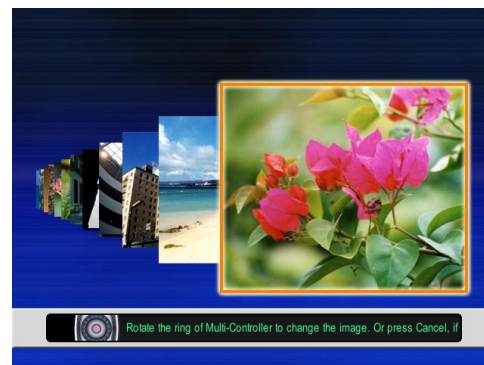 Rotate the ring of Multi-Controller to change the image. Or press Cancel, if